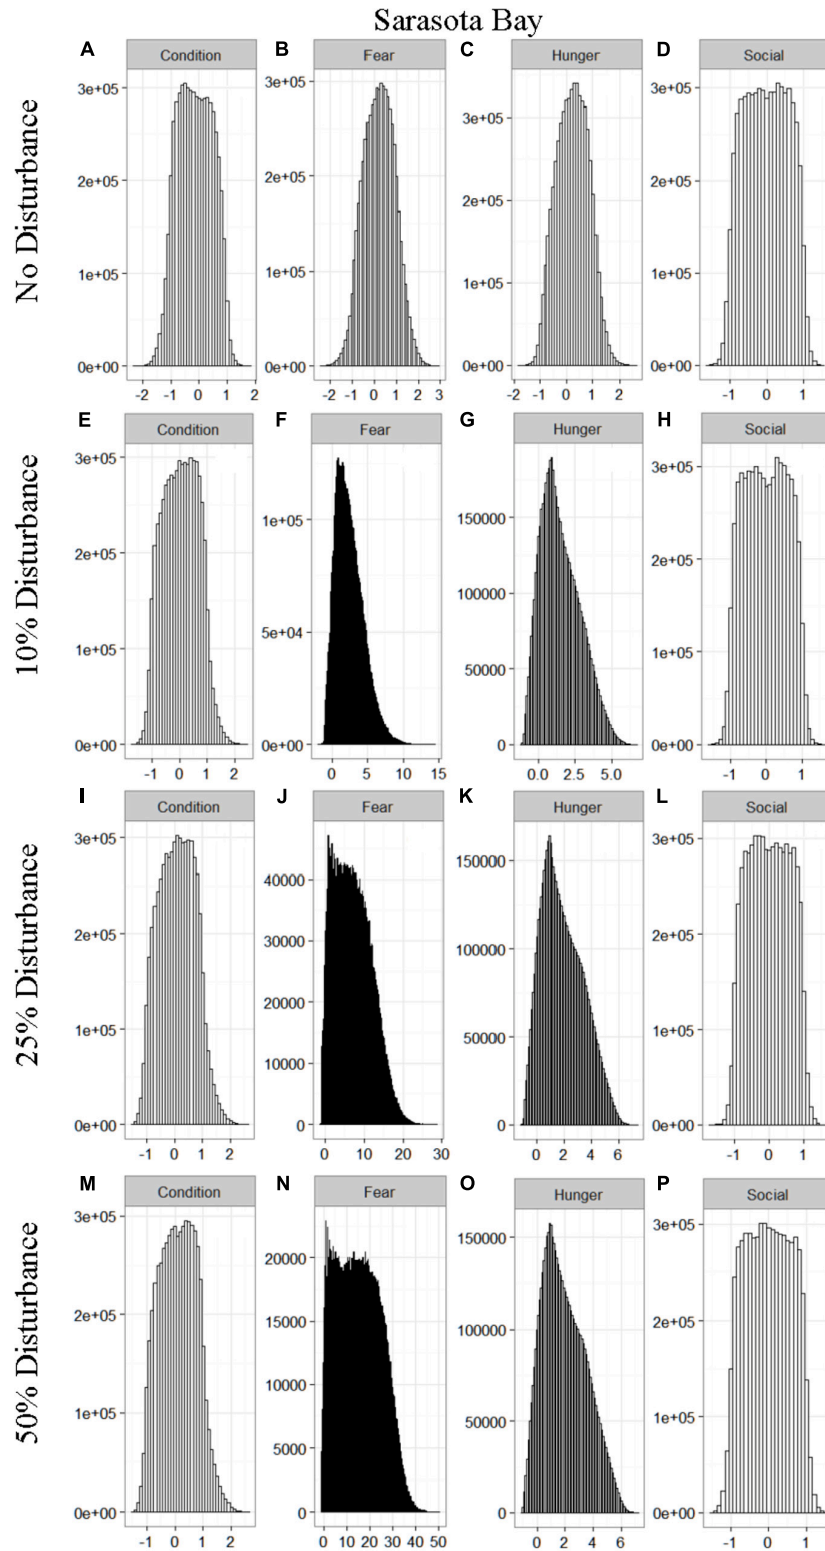 Sarasota Bay
A B C D
Condition Fear Hunger Social
No Disturbance
3e+05 2e+05 1e+05 0e+00
-2 -1 0 1 2
3e+05 2e+05 1e+05 0e+00
-2 -1 0 1 2 3
3e+05 2e+05 1e+05 0e+00
-2 -1 0 1 2
3e+05 2e+05 1e+05 0e+00
-1 0 1
E F G H
Condition Fear Hunger Social
10% Disturbance
3e+05 2e+05 1e+05 0e+00
-1 0 1 2
1e+05 5e+04 0e+00
0 5 10 15
150000 100000 50000 0
0.0 2.5 5.0
3e+05 2e+05 1e+05 0e+00
-1 0 1
I J K L
Condition Fear Hunger Social
25% Disturbance
3e+05 2e+05 1e+05 0e+00
-1 0 1 2
40000 30000 20000 10000 0
0 10 20 30
150000 100000 50000 0
0 2 4 6
3e+05 2e+05 1e+05 0e+00
-1 0 1
M N O P
Condition Fear Hunger Social
50% Disturbance
3e+05 2e+05 1e+05 0e+00
-1 0 1 2
20000 15000 10000 5000 0
0 10 20 30 40 50
150000 100000 50000 0
0 2 4 6
3e+05 2e+05 1e+05 0e+00
-1 0 1